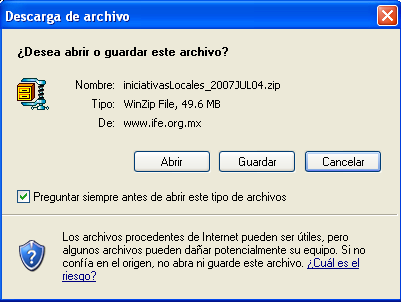 Descarga de archivo
¿Desea abrir o guardar este archivo?
Nombre: iniciativasLocales_2007JUL04.zip
Tipo: WinZip File, 49.6 MB
De: www.ife.org.mx
Abrir Guardar Cancelar
Preguntar siempre antes de abrir este tipo de archivos
Los archivos procedentes de Internet pueden ser útiles, pero
algunos archivos pueden dañar potencialmente su equipo. Si no
confía en el origen, no abra ni guarde este archivo. ¿Cuál es el
riesgo?